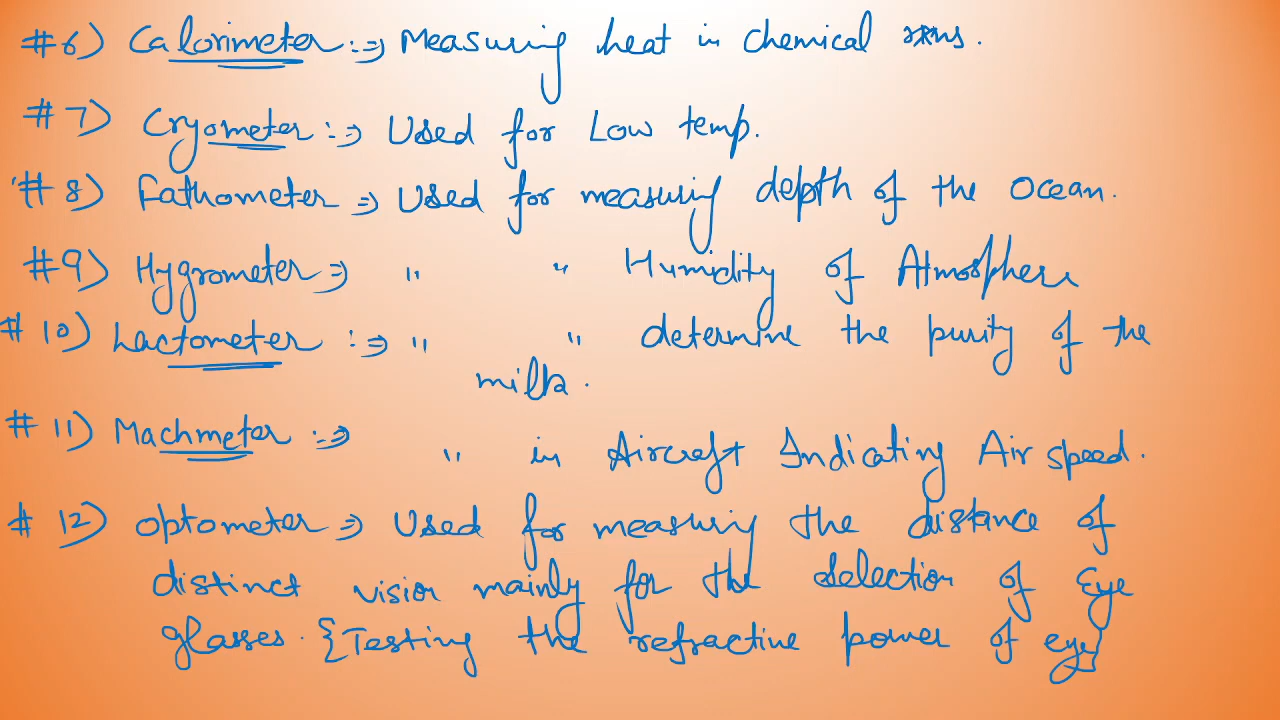 #6) Calorimeter :⇒ Measuring heat in chemical rxns.
#7) Cryometer :⇒ Used for Low temp.
#8) Fathometer ⇒ Used for measuring depth of the Ocean.
#9) Hygrometer ⇒ " " Humidity of Atmosphere
#10) Lactometer :⇒ " " determine the purity of the
milk.
#11) Machmeter :⇒ " in Aircraft Indicating Air speed.
#12) Optometer ⇒ Used for measuring the distance of
distinct vision mainly for the selection of Eye
glasses. {Testing the refractive power of eye}